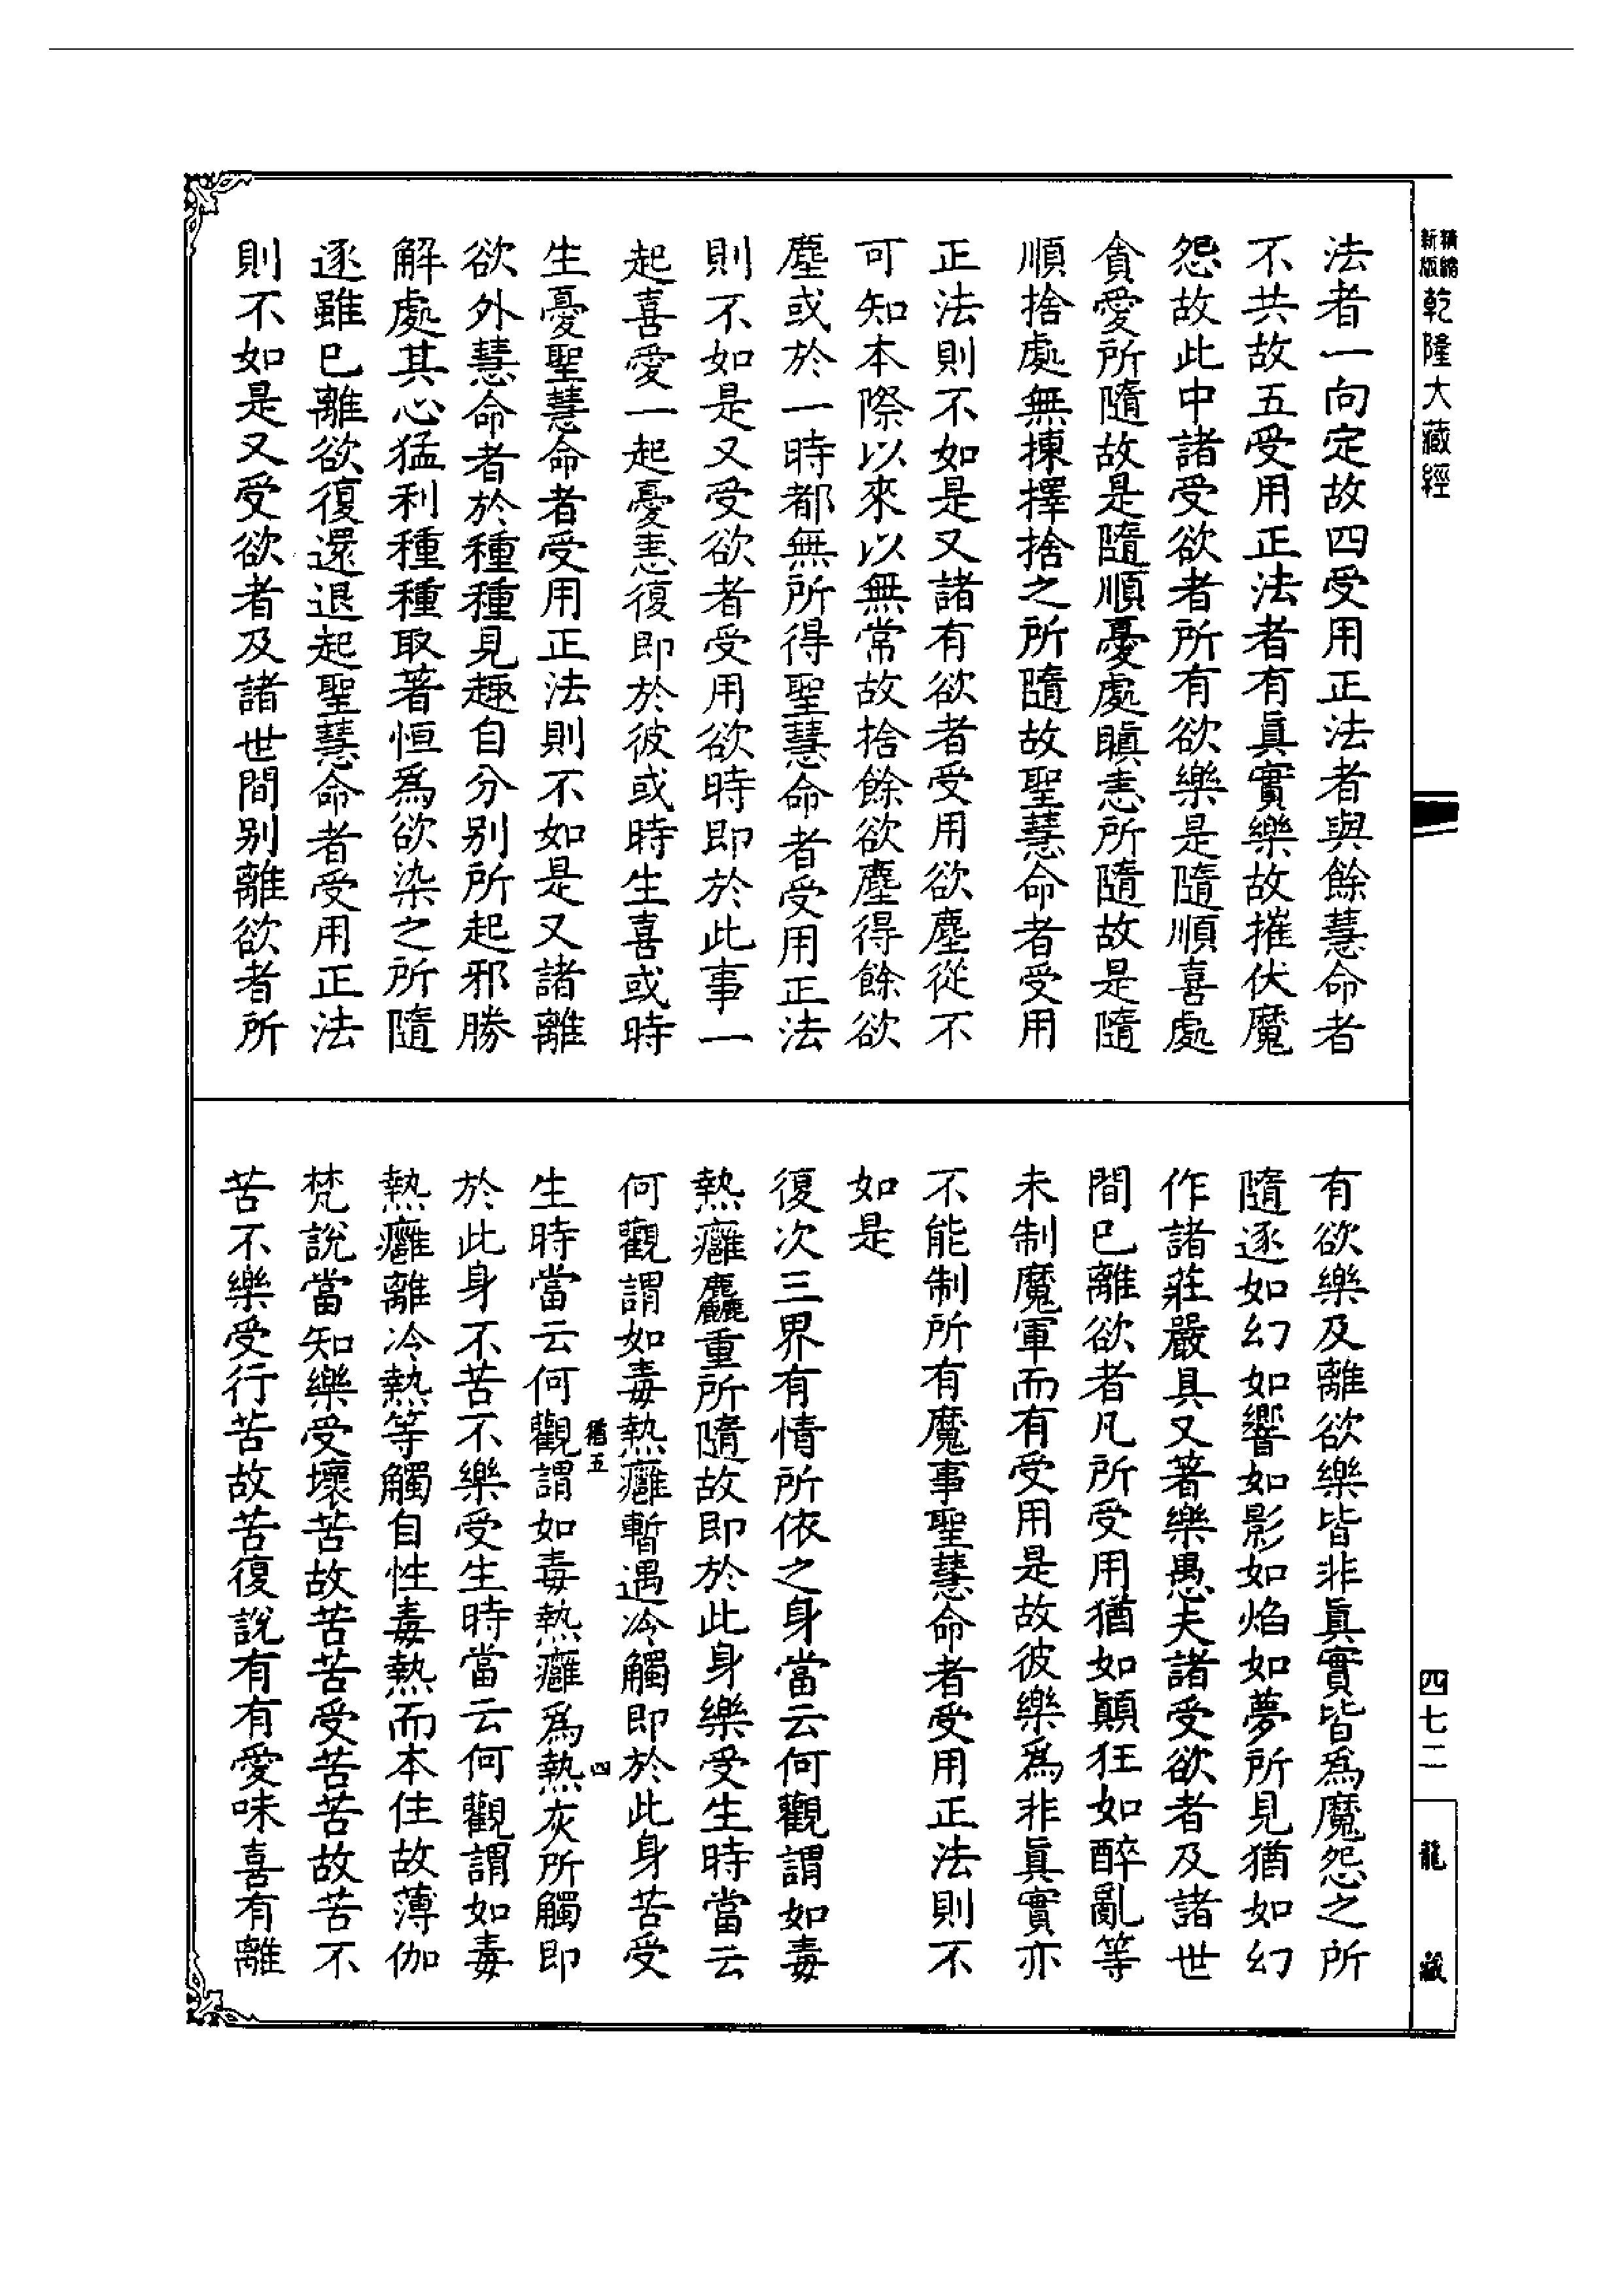 精縮
新版
乾隆大藏經
法者一向定故四受用正法者與餘慧命者
不共故五受用正法者有眞實樂故摧伏魔
怨故此中諸受欲者所有欲樂是隨順喜處
貪愛所隨故是隨順憂處瞋恚所隨故是隨
順捨處無揀擇捨之所隨故聖慧命者受用
正法則不如是又諸有欲者受用欲塵從不
可知本際以來以無常故捨餘欲塵得餘欲
塵或於一時都無所得聖慧命者受用正法
則不如是又受欲者受用欲時即於此事一
起喜愛一起憂恚復即於彼或時生喜或時
生憂聖慧命者受用正法則不如是又諸離
欲外慧命者於種種見趣自分别所起邪勝
解處其心猛利種種取著恒爲欲染之所隨
逐雖巳離欲復還退起聖慧命者受用正法
則不如是又受欲者及諸世間别離欲者所
有欲樂及離欲樂皆非眞實皆爲魔怨之所
隨逐如幻如響如影如焰如夢所見猶如幻
作諸莊嚴具又著樂愚夫諸受欲者及諸世
間巳離欲者凡所受用猶如顚狂如醉亂等
未制魔軍而有受用是故彼樂爲非眞實亦
不能制所有魔事聖慧命者受用正法則不
如是
復次三界有情所依之身當云何觀謂如毒
熱癰麤重所隨故即於此身樂受生時當云
何觀謂如毒熱癰暫遇冷觸即於此身苦受
生時當云何觀謂如毒熱癰爲熱灰所觸即
於此身不苦不樂受生時當云何觀謂如毒
熱癰離冷熱等觸自性毒熱而本住故薄伽
梵說當知樂受壞苦故苦苦受苦苦故苦不
苦不樂受行苦故苦復說有有愛味喜有離
四七二
龍藏